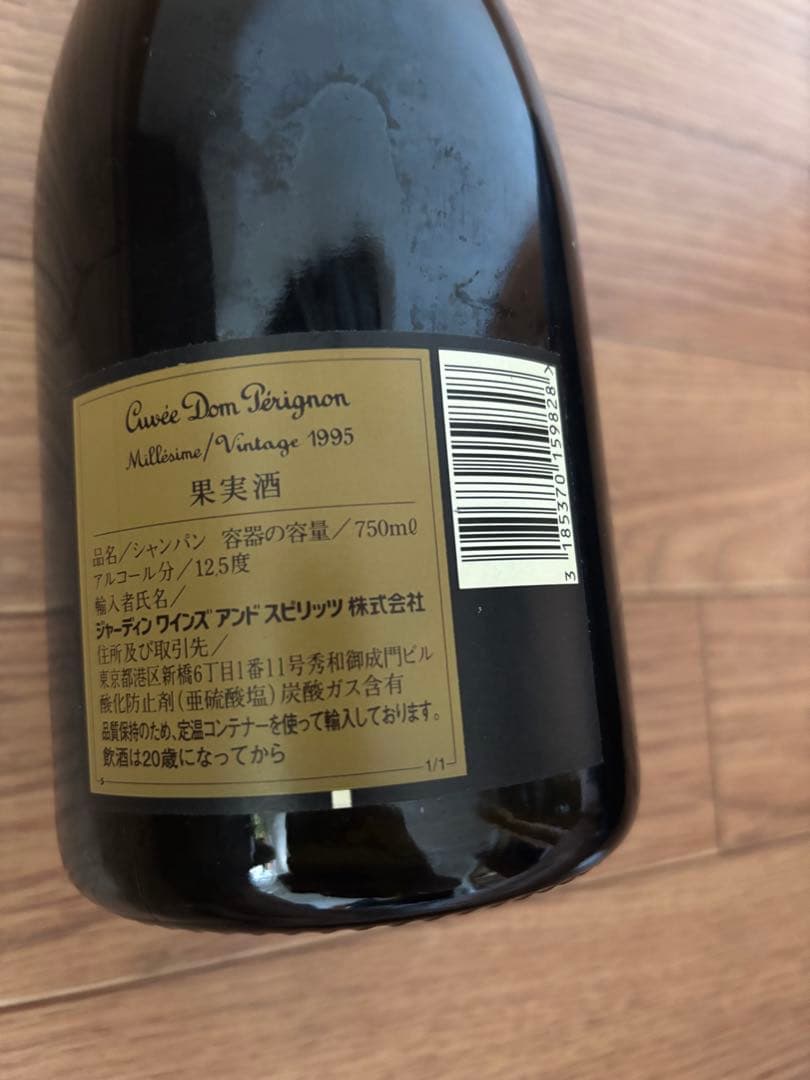 Cuvée Dom Pérignon
Millésime/Vintage 1995
果実酒
品名/シャンパン 容器の容量/750mℓ
アルコール分/12.5度
輸入者氏名/
ジャーディン ワインズ アンド スピリッツ 株式会社
住所及び取引先/
東京都港区新橋6丁目1番11号秀和御成門ビル
酸化防止剤(亜硫酸塩)炭酸ガス含有
品質保持のため、定温コンテナーを使って輸入しております。
飲酒は20歳になってから
1/1
3 185370 159828>